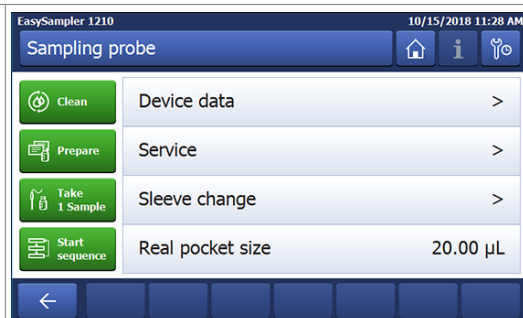 EasySampler 1210 10/15/2018 11:28 AM
Sampling probe
Clean
Device data >
Prepare
Service >
Take
1 Sample
Sleeve change >
Start
sequence
Real pocket size 20.00 µL